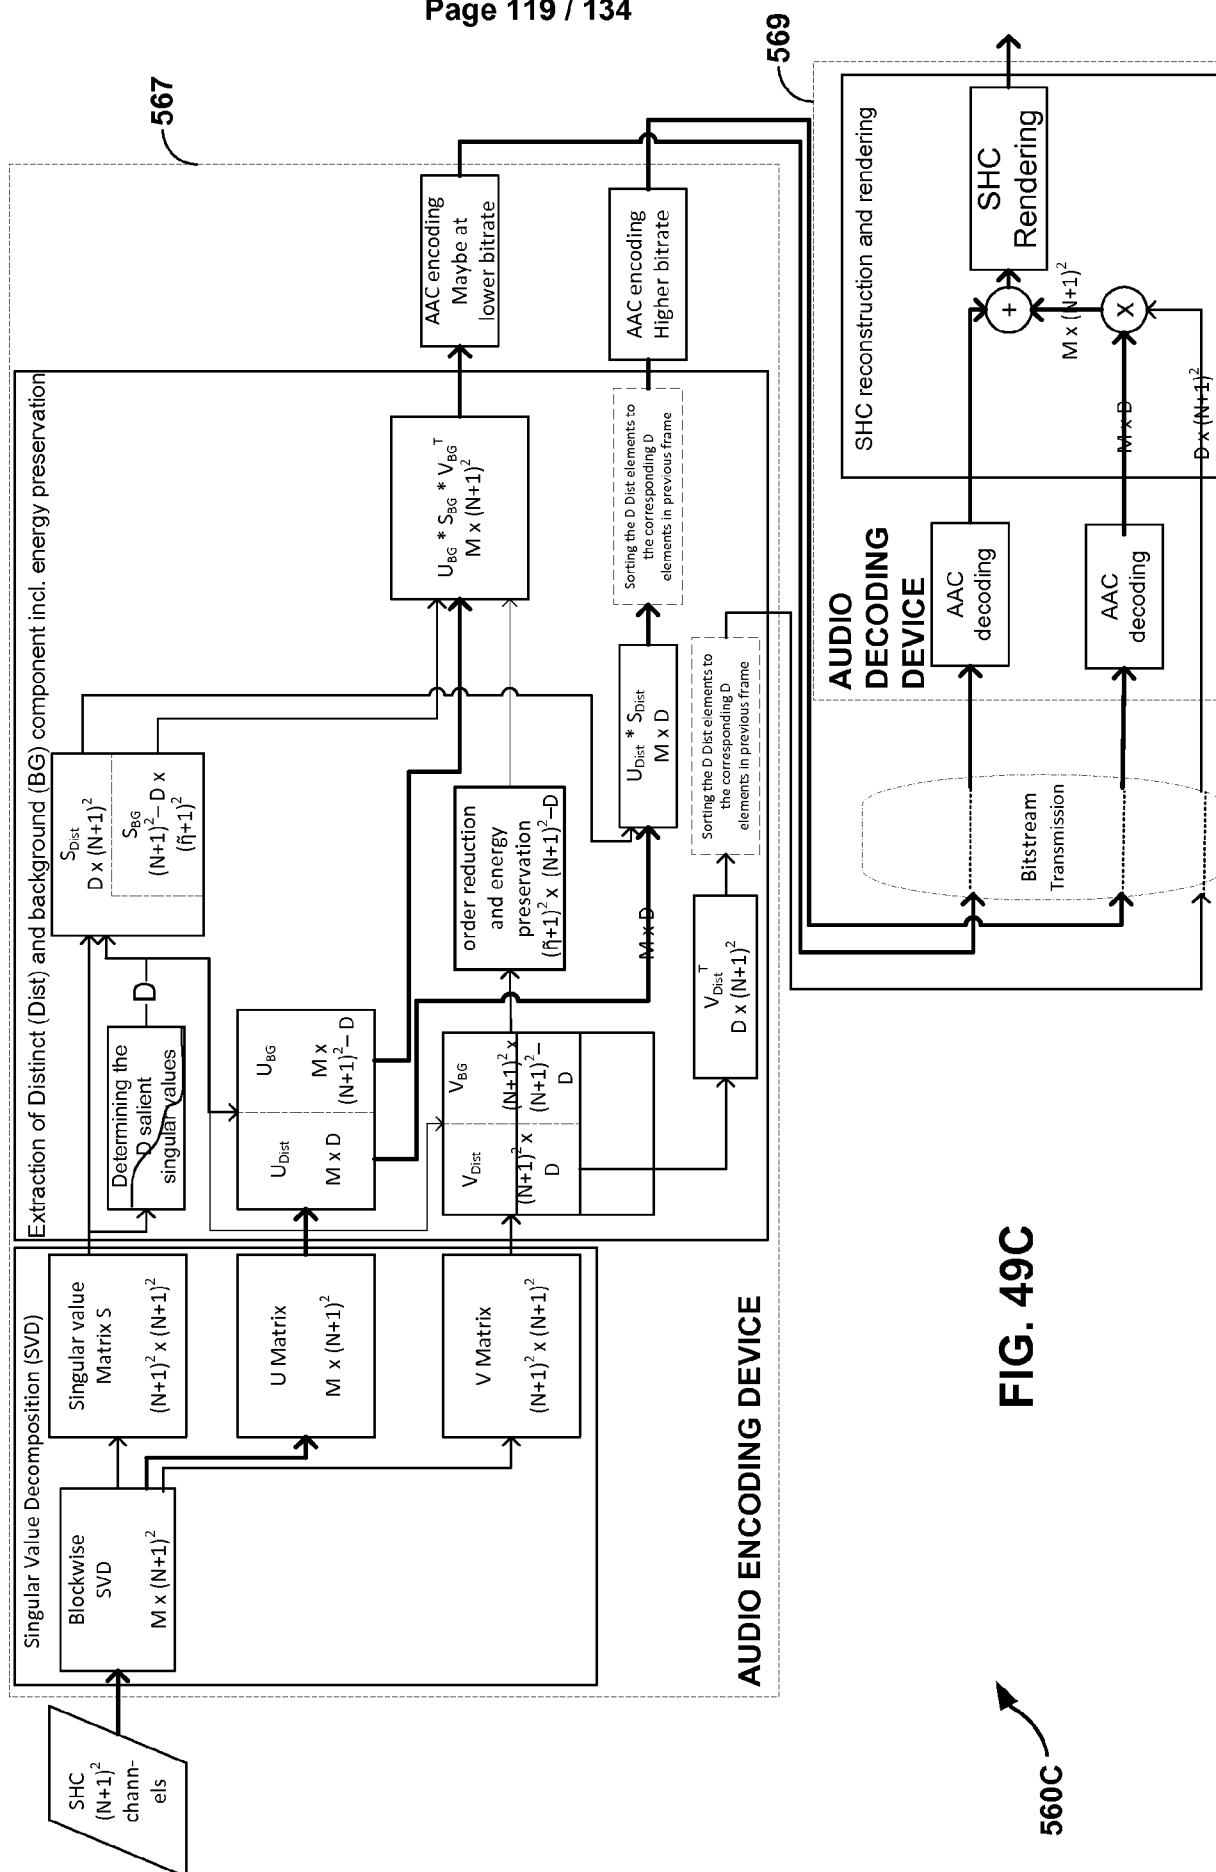 Page 119 / 134
567
569
SHC
(N+1)²
chann-
els
Singular Value Decomposition (SVD)
Blockwise
SVD
M x (N+1)²
Singular value
Matrix S
(N+1)² x (N+1)²
U Matrix
M x (N+1)²
V Matrix
(N+1)² x (N+1)²
Extraction of Distinct (Dist) and background (BG) component incl. energy preservation
Determining the
D salient
singular values
D
S_Dist
D x (N+1)²
S_BG
(N+1)² – D x
(ñ+1)²
U_Dist
M x D
U_BG
M x
(N+1)² – D
V_Dist
(N+1)² x
D
V_BG
(N+1)² x
(N+1)² –
D
order reduction
and energy
preservation
(ñ+1)² x (N+1)² –D
M x D
V_Dist^T
D x (N+1)²
U_BG * S_BG * V_BG^T
M x (N+1)²
U_Dist * S_Dist
M x D
Sorting the D Dist elements to
the corresponding D
elements in previous frame
Sorting the D Dist elements to
the corresponding D
elements in previous frame
AAC encoding
Maybe at
lower bitrate
AAC encoding
Higher bitrate
AUDIO ENCODING DEVICE
Bitstream
Transmission
AUDIO
DECODING
DEVICE
AAC
decoding
AAC
decoding
SHC reconstruction and rendering
M x D
D x (N+1)²
M x (N+1)²
+
X
SHC
Rendering
560C
FIG. 49C